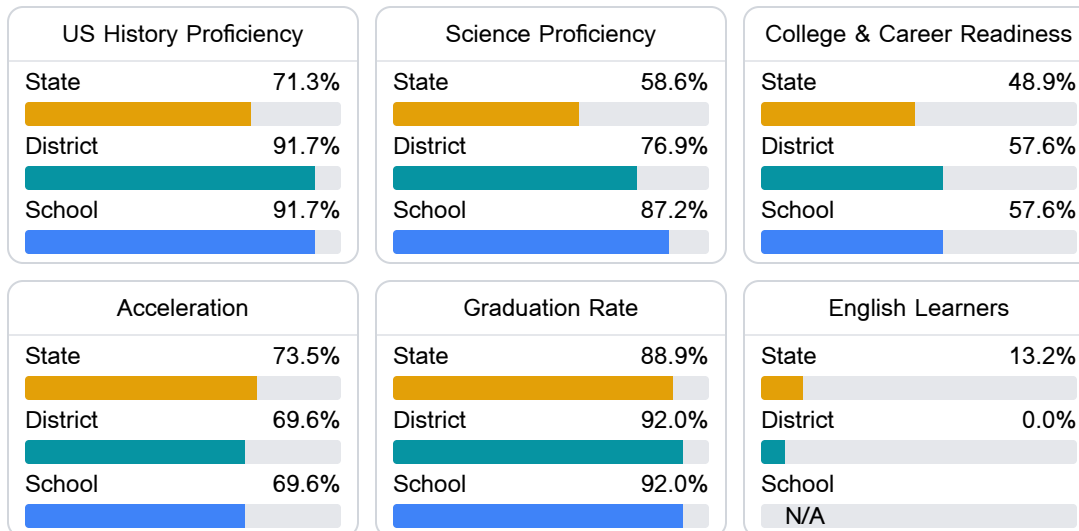 US History Proficiency
State 71.3%
District 91.7%
School 91.7%
Science Proficiency
State 58.6%
District 76.9%
School 87.2%
College & Career Readiness
State 48.9%
District 57.6%
School 57.6%
Acceleration
State 73.5%
District 69.6%
School 69.6%
Graduation Rate
State 88.9%
District 92.0%
School 92.0%
English Learners
State 13.2%
District 0.0%
School
N/A